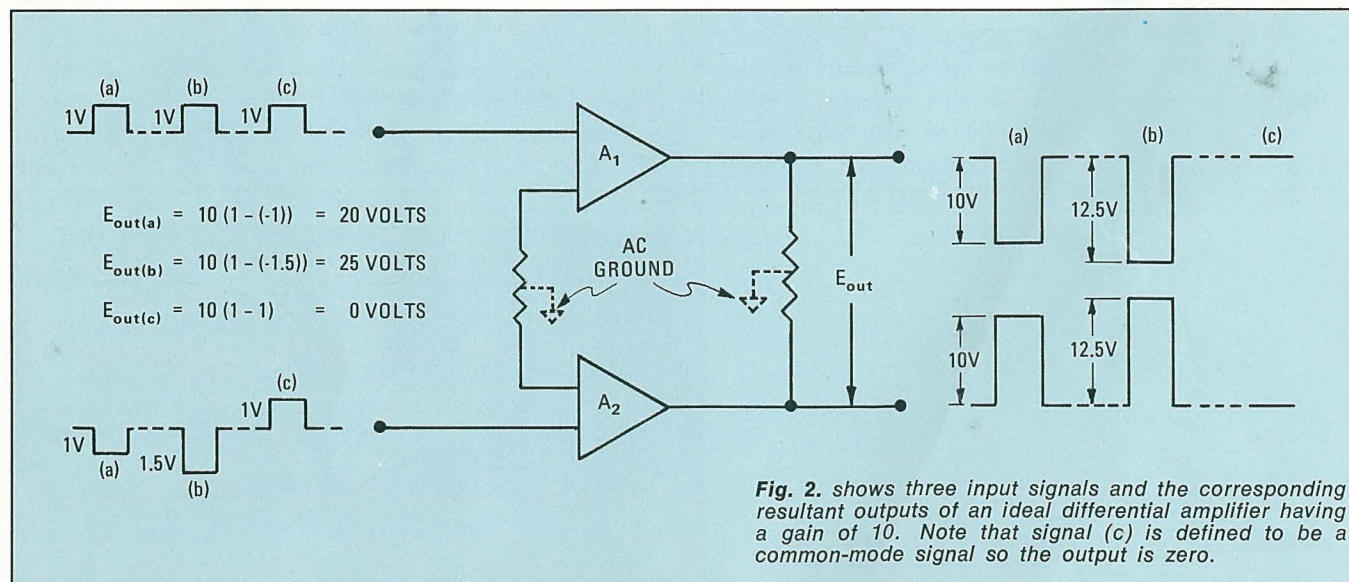 (a) (b) (c)
1V 1V 1V
E_out(a) = 10 (1 – (-1)) = 20 VOLTS
E_out(b) = 10 (1 – (-1.5)) = 25 VOLTS
E_out(c) = 10 (1 – 1) = 0 VOLTS
(c)
1V
1V 1.5V
(a)
(b)
A₁
AC
GROUND
E_out
A₂
(a) (b) (c)
10V 12.5V
10V 12.5V
Fig. 2. shows three input signals and the corresponding
resultant outputs of an ideal differential amplifier having
a gain of 10. Note that signal (c) is defined to be a
common-mode signal so the output is zero.